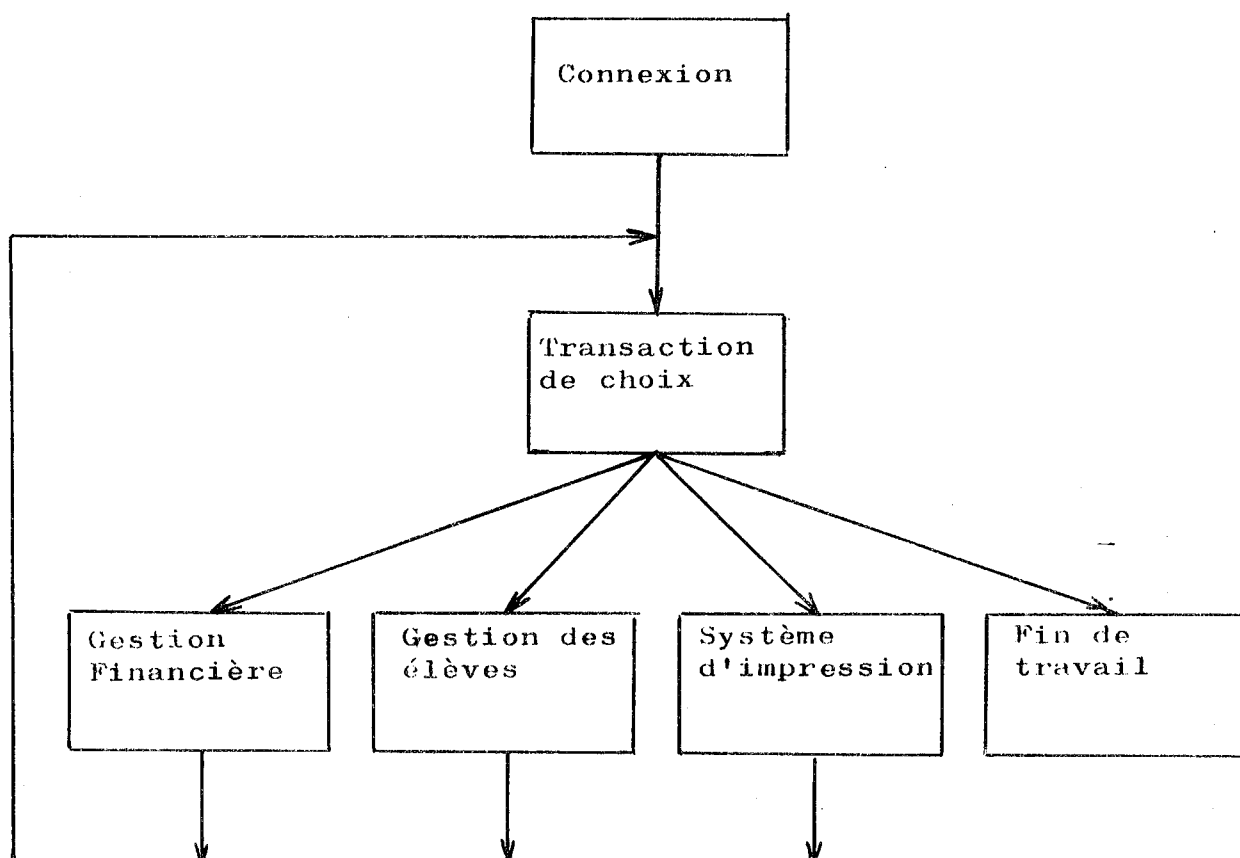 Connexion
Transaction
de choix
Gestion
Financière
Gestion des
élèves
Système
d'impression
Fin de
travail